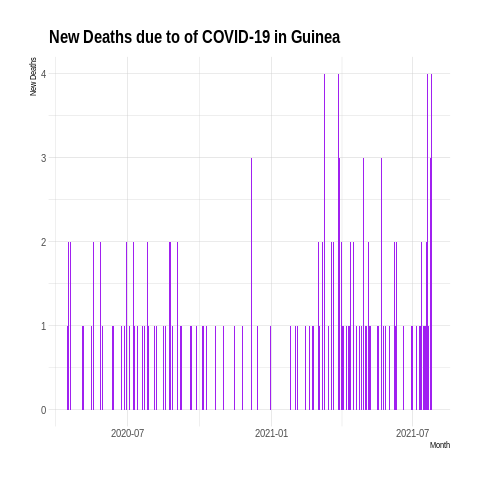 New Deaths due to of COVID-19 in Guinea
New Deaths
4
3
2
1
0
2020-07
2021-01
2021-07
Month